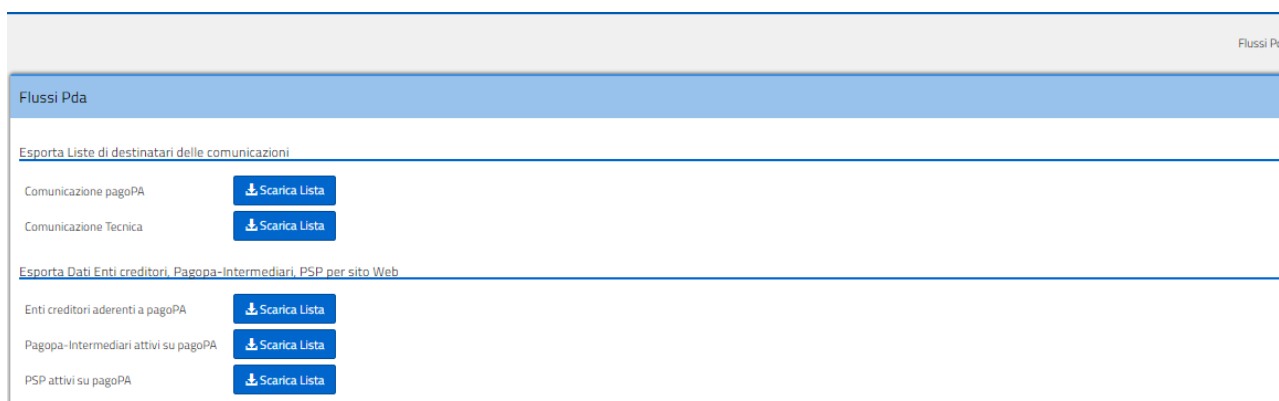 Flussi
Flussi Pda
Esporta Liste di destinatari delle comunicazioni
Comunicazione pagoPA Scarica Lista
Comunicazione Tecnica Scarica Lista
Esporta Dati Enti creditori, Pagopa-Intermediari, PSP per sito Web
Enti creditori aderenti a pagoPA Scarica Lista
Pagopa-Intermediari attivi su pagoPA Scarica Lista
PSP attivi su pagoPA Scarica Lista